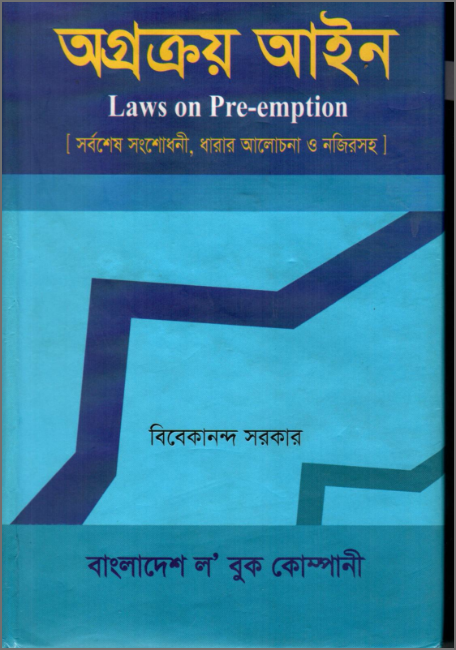 অগ্রক্রয় আইন
Laws on Pre-emption
[ সর্বশেষ সংশোধনী, ধারার আলোচনা ও নজিরসহ ]
বিবেকানন্দ সরকার
বাংলাদেশ ল' বুক কোম্পানী